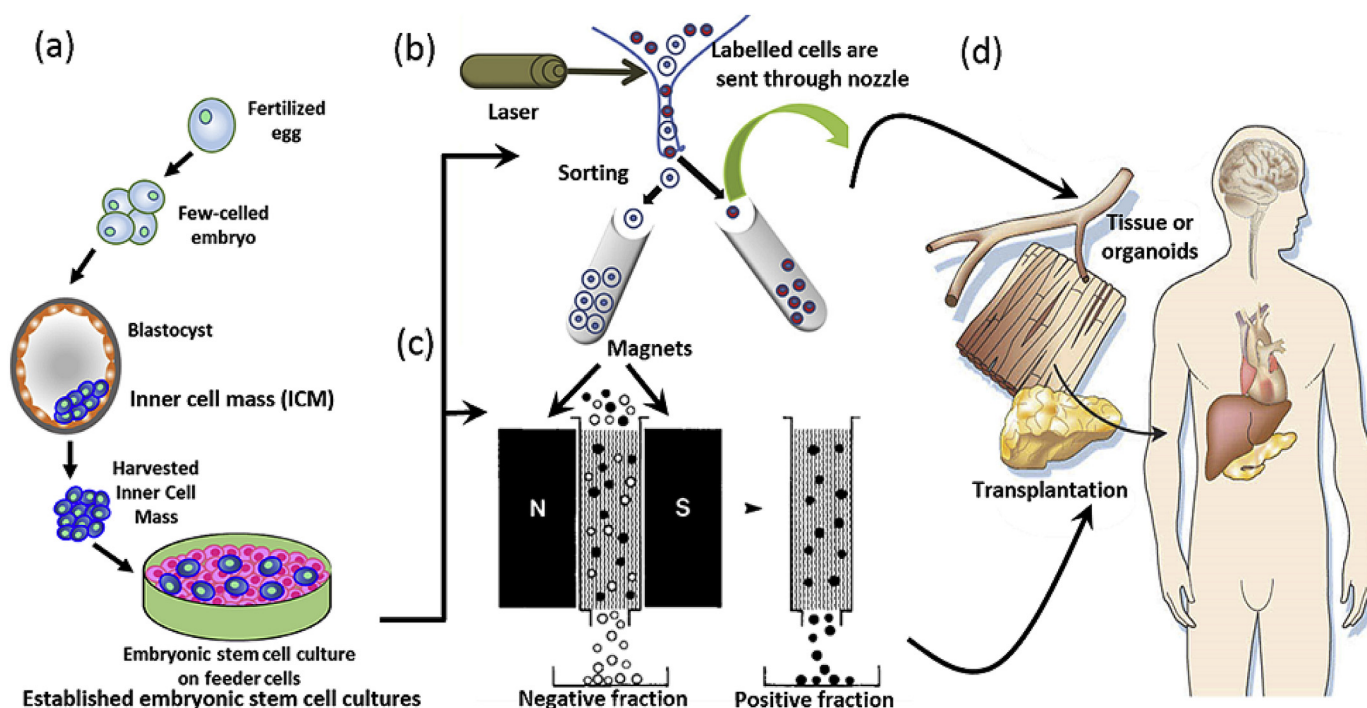 (a)
Fertilized
egg
Few-celled
embryo
Blastocyst
Inner cell mass (ICM)
Harvested
Inner Cell
Mass
Embryonic stem cell culture
on feeder cells
Established embryonic stem cell cultures
(b)
Laser
Labelled cells are
sent through nozzle
Sorting
(c)
Magnets
N
S
Negative fraction
Positive fraction
(d)
Tissue or
organoids
Transplantation